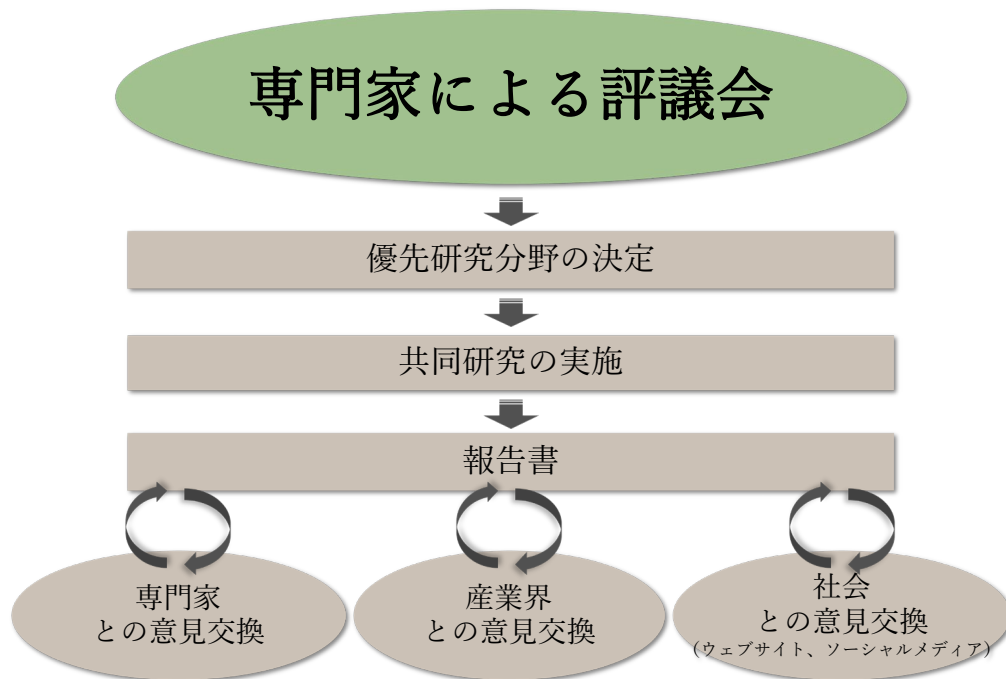 専門家による評議会
優先研究分野の決定
共同研究の実施
報告書
専門家
との意見交換
産業界
との意見交換
社会
との意見交換
（ウェブサイト、ソーシャルメディア）